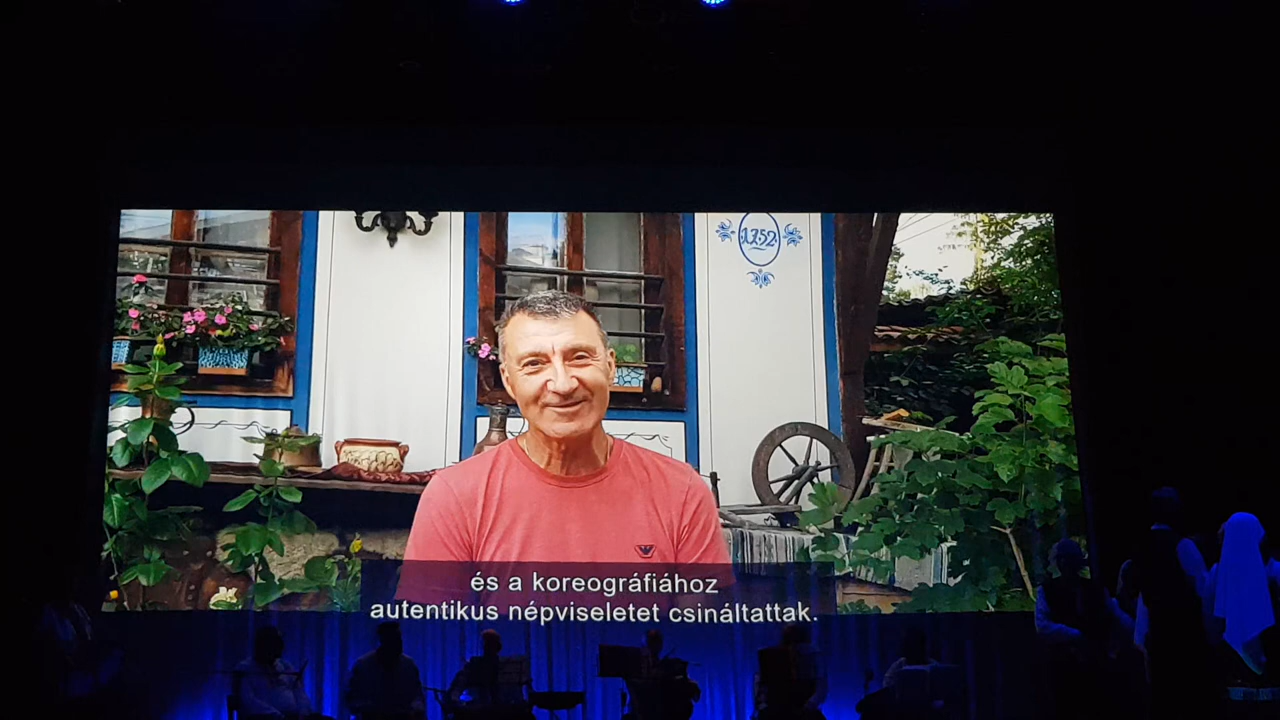 1752
és a koreográfiához
autentikus népviseletet csináltattak.